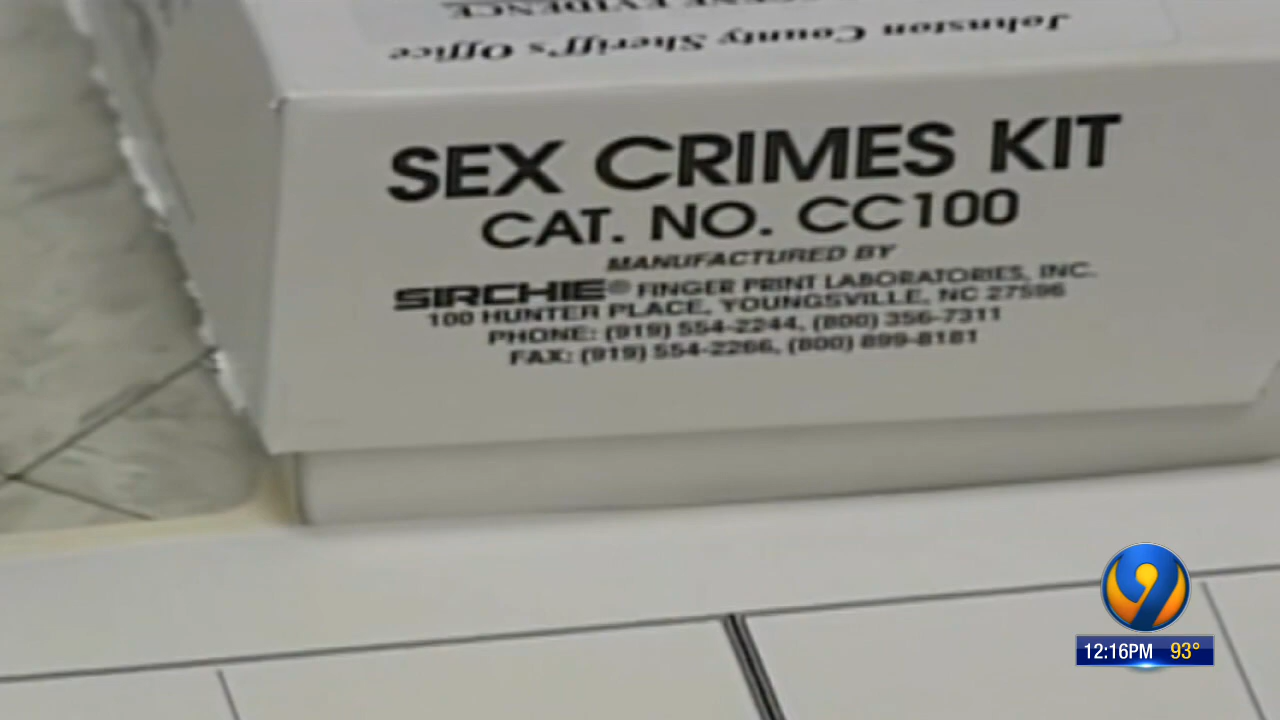 SCENE EVIDENCE
Johnston County Sheriff's Office
SEX CRIMES KIT
CAT. NO. CC100
MANUFACTURED BY
SIRCHIE® FINGER PRINT LABORATORIES, INC.
100 HUNTER PLACE, YOUNGSVILLE, NC 27596
PHONE: (919) 554-2244, (800) 356-7311
FAX: (919) 554-2266, (800) 899-8181
9
12:16PM 93°